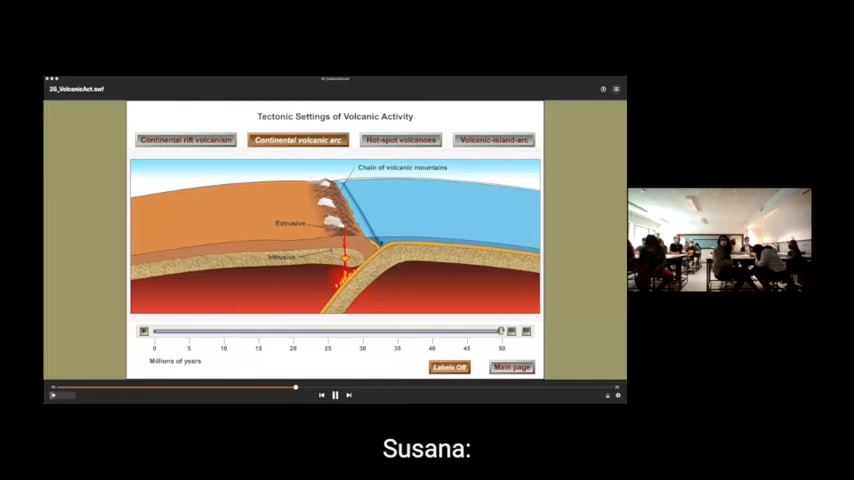 35_VolcanicAct.swf
Tectonic Settings of Volcanic Activity
Continental rift volcanism
Continental volcanic arc
Hot-spot volcanoes
Volcanic-island-arc
Chain of volcanic mountains
Extrusive
Intrusive
0 5 10 15 20 25 30 35 40 45 50
Millions of years
Labels Off
Main page
Susana: